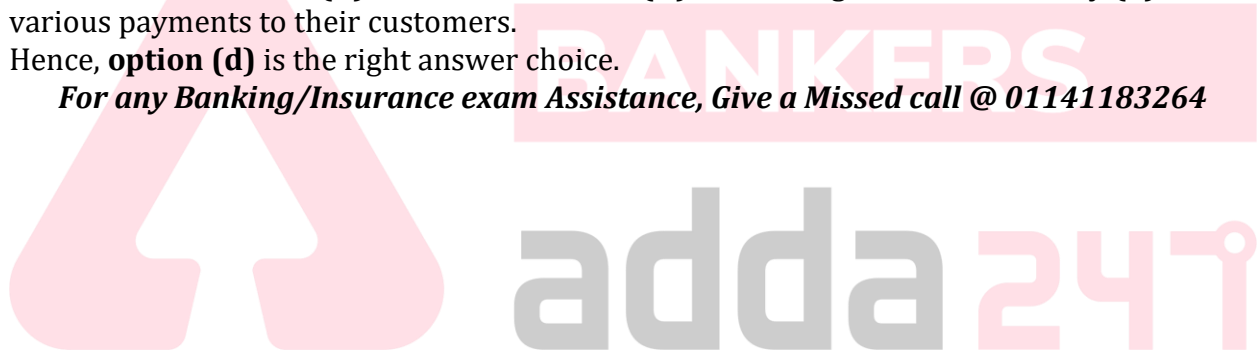 various payments to their customers.
Hence, option (d) is the right answer choice.
For any Banking/Insurance exam Assistance, Give a Missed call @ 01141183264
BANKERS
adda 247